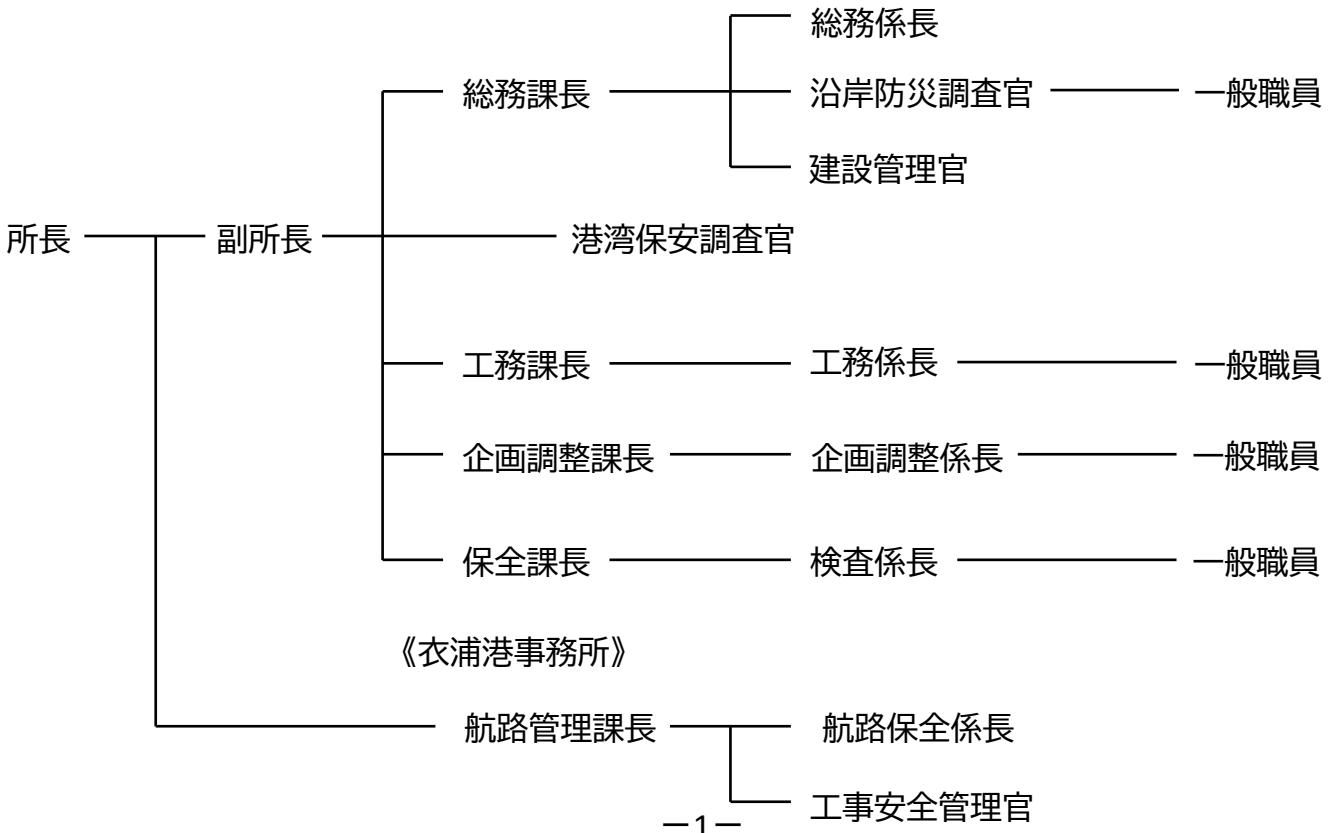 総務係長
総務課長 沿岸防災調査官 一般職員
建設管理官
所長 副所長 港湾保安調査官
工務課長 工務係長 一般職員
企画調整課長 企画調整係長 一般職員
保全課長 検査係長 一般職員
《衣浦港事務所》
航路管理課長 航路保全係長
工事安全管理官
－1－